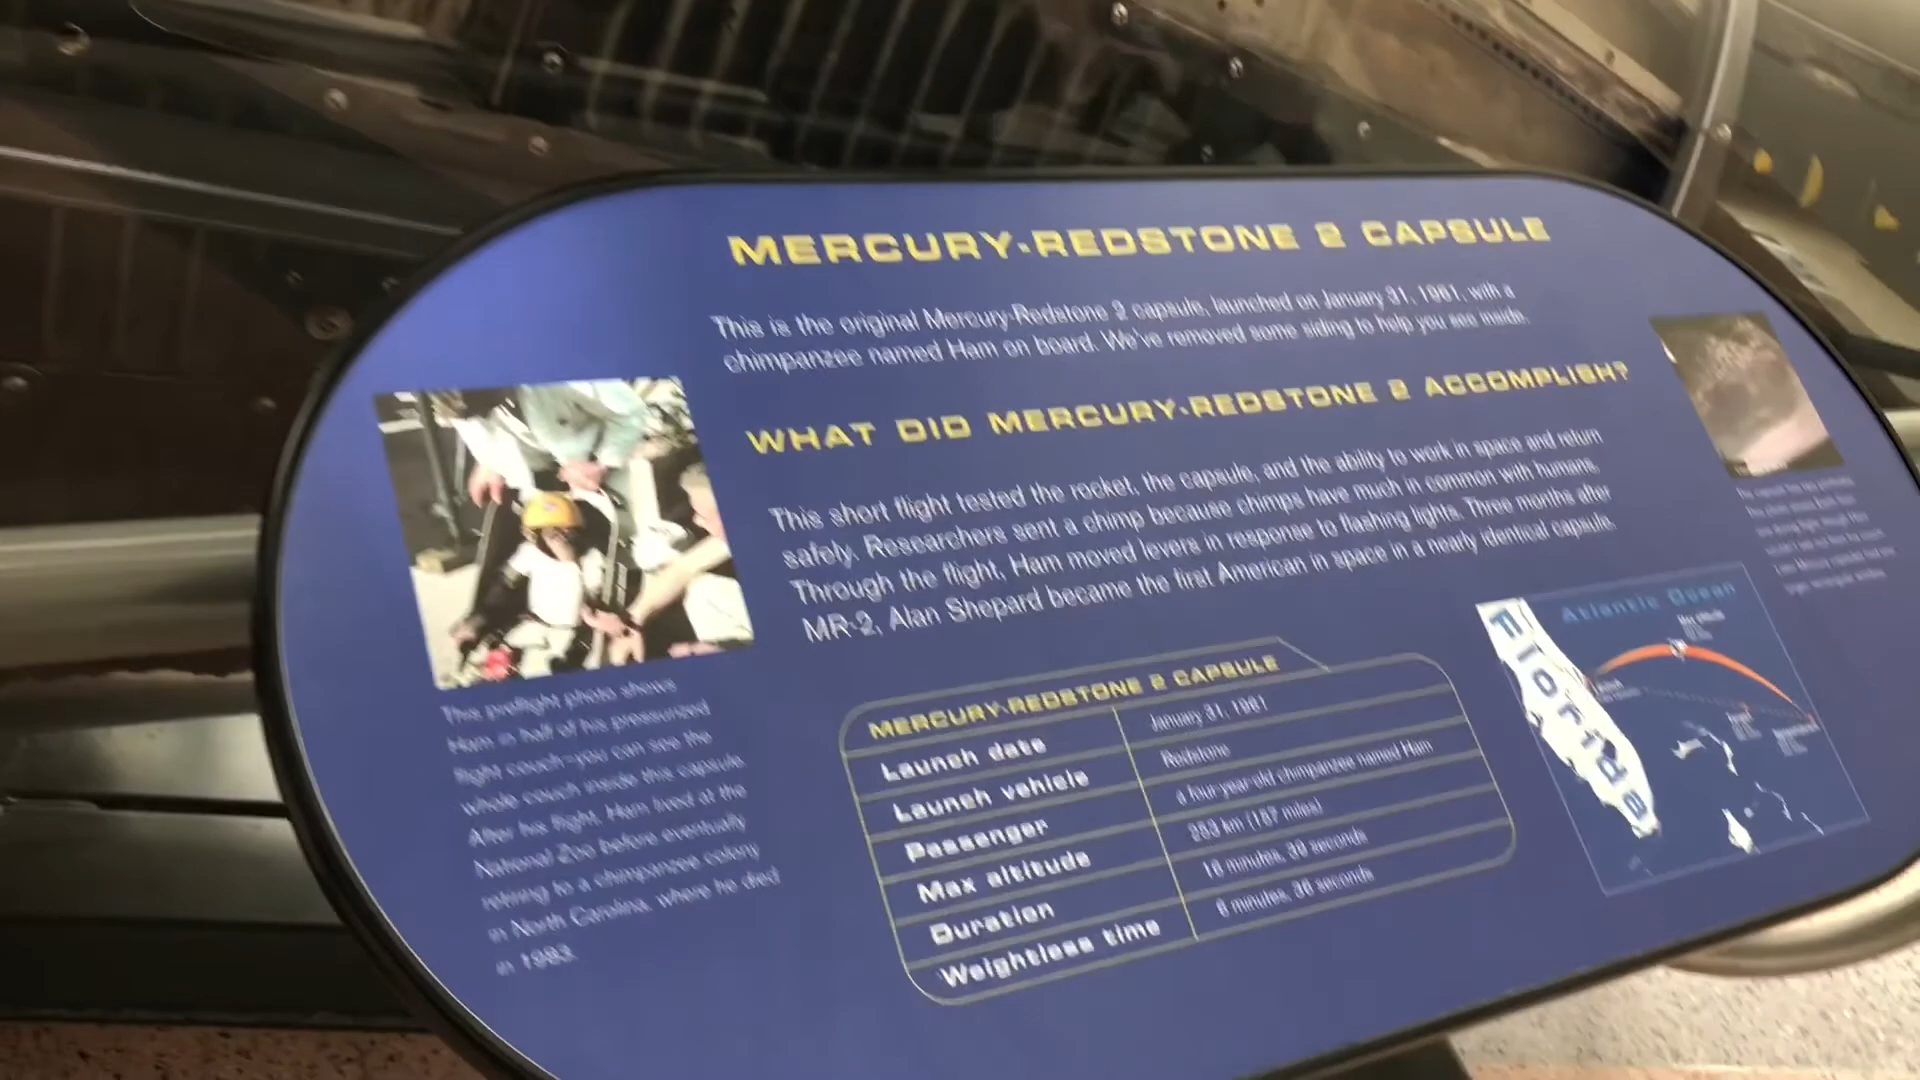 MERCURY-REDSTONE 2 CAPSULE
This is the original Mercury-Redstone 2 capsule, launched on January 31, 1961, with a
chimpanzee named Ham on board. We've removed some siding to help you see inside.
WHAT DID MERCURY-REDSTONE 2 ACCOMPLISH?
This short flight tested the rocket, the capsule, and the ability to work in space and return
safely. Researchers sent a chimp because chimps have much in common with humans.
Through the flight, Ham moved levers in response to flashing lights. Three months after
MR-2, Alan Shepard became the first American in space in a nearly identical capsule.
This preflight photo shows
Ham in half of his pressurized
flight couch–you can see the
whole couch inside this capsule.
After his flight, Ham lived at the
National Zoo before eventually
retiring to a chimpanzee colony
in North Carolina, where he died
in 1983.
MERCURY-REDSTONE 2 CAPSULE
Launch date January 31, 1961
Launch vehicle Redstone
Passenger a four-year-old chimpanzee named Ham
Max altitude 253 km (157 miles)
Duration 16 minutes, 39 seconds
Weightless time 6 minutes, 36 seconds
Atlantic Ocean
Florida